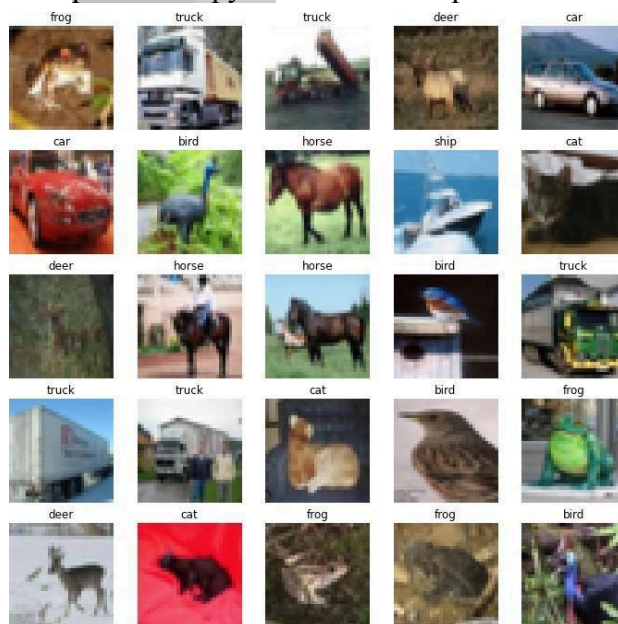 frog truck truck deer car
car bird horse ship cat
deer horse horse bird truck
truck truck cat bird frog
deer cat frog frog bird